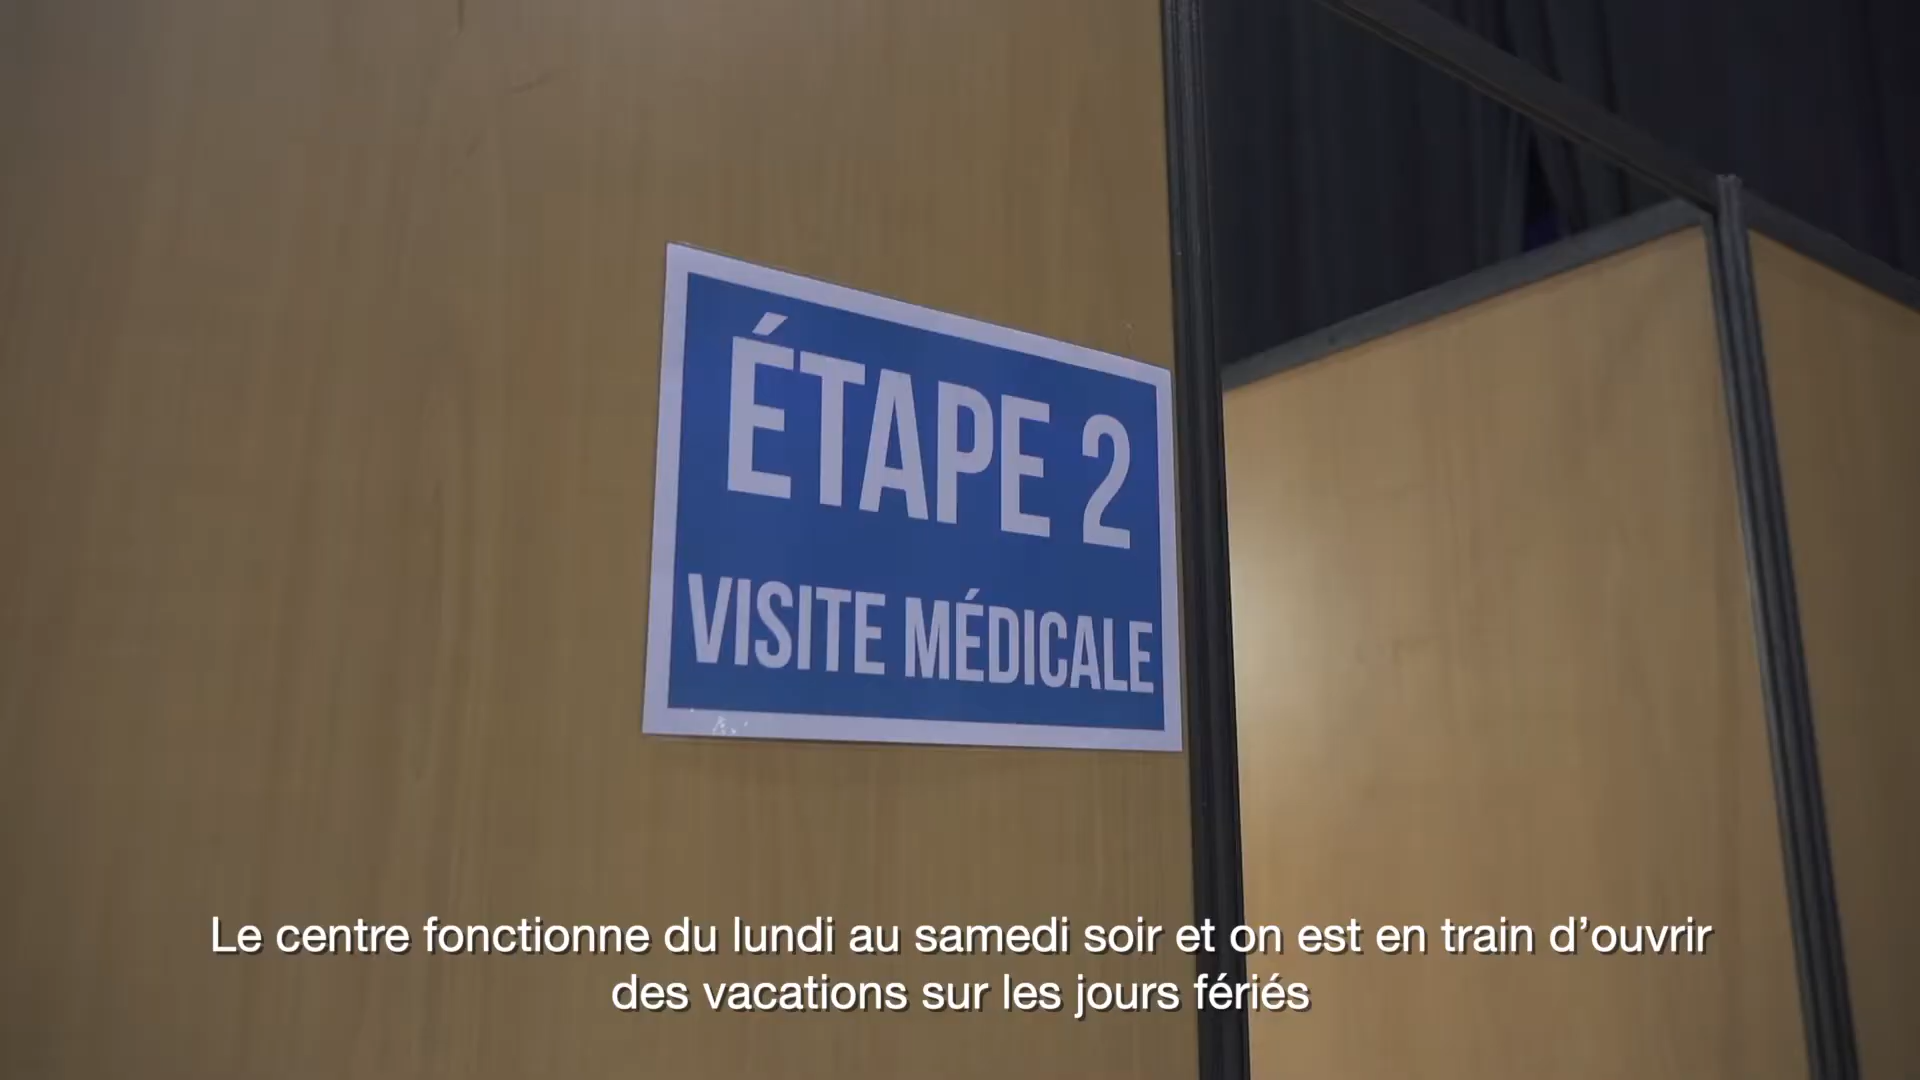 ÉTAPE 2
VISITE MÉDICALE
Le centre fonctionne du lundi au samedi soir et on est en train d’ouvrir
des vacations sur les jours fériés